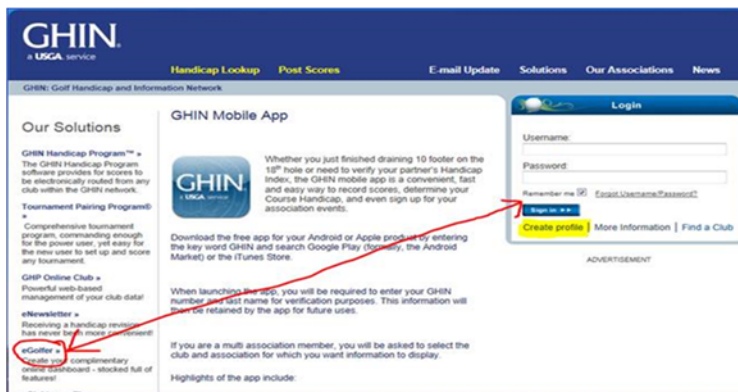 GHIN.
a USGA. service
Handicap Lookup Post Scores E-mail Update Solutions Our Associations News
GHIN: Golf Handicap and Information Network
Our Solutions
GHIN Handicap Program™ »
The GHIN Handicap Program
software provides for scores to
be electronically routed from any
club within the GHIN network.
Tournament Pairing Program®
»
Comprehensive tournament
program, commanding enough
for the power user, yet easy for
the new user to set up and score
any tournament.
GHP Online Club »
Powerful web-based
management of your club data!
eNewsletter »
Receiving a handicap revision
has never been more convenient!
eGolfer »
Create your complimentary
online dashboard - stocked full of
features!
GHIN Mobile App
GHIN
a USGA service
Whether you just finished draining 10 footer on the
18th hole or need to verify your partner's Handicap
Index, the GHIN mobile app is a convenient, fast
and easy way to record scores, determine your
Course Handicap, and even sign up for your
association events.
Download the free app for your Android or Apple product by entering
the key word GHIN and search Google Play (formally, the Android
Market) or the iTunes Store.
When launching the app, you will be required to enter your GHIN
number and last name for verification purposes. This information will
then be retained by the app for future uses.
If you are a multi association member, you will be asked to select the
club and association for which you want information to display.
Highlights of the app include:
Login
Username:
Password:
Remember me Forgot Username/Password?
Sign in »»
Create profile | More Information | Find a Club
ADVERTISEMENT